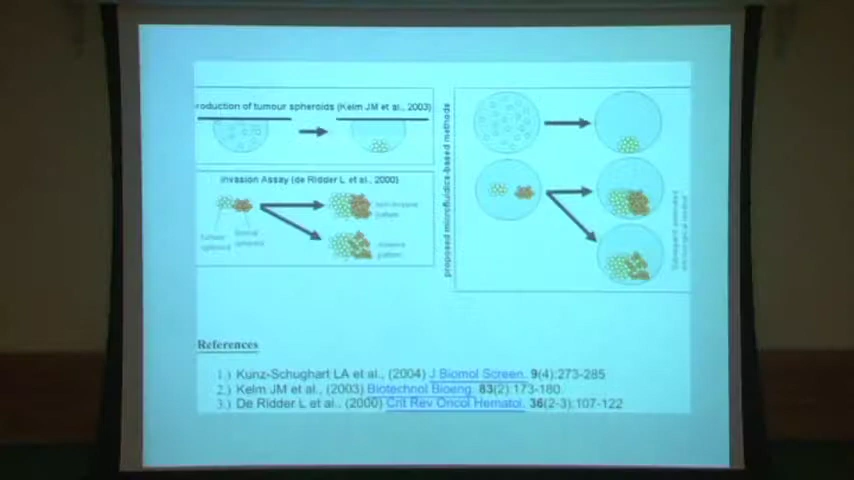 roduction of tumour spheroids (Kelm JM et al., 2003)
Invasion Assay (de Ridder L et al., 2000)
Tumour
spheroid
pattern
pattern
proposed microfluidics-based methods
References
1.) Kunz-Schughart LA et al., (2004) J Biomol Screen. 9(4):273-285
2.) Kelm JM et al., (2003) Biotechnol Bioeng. 83(2):173-180.
3.) De Ridder L et al., (2000) Crit Rev Oncol Hematol. 36(2-3):107-122